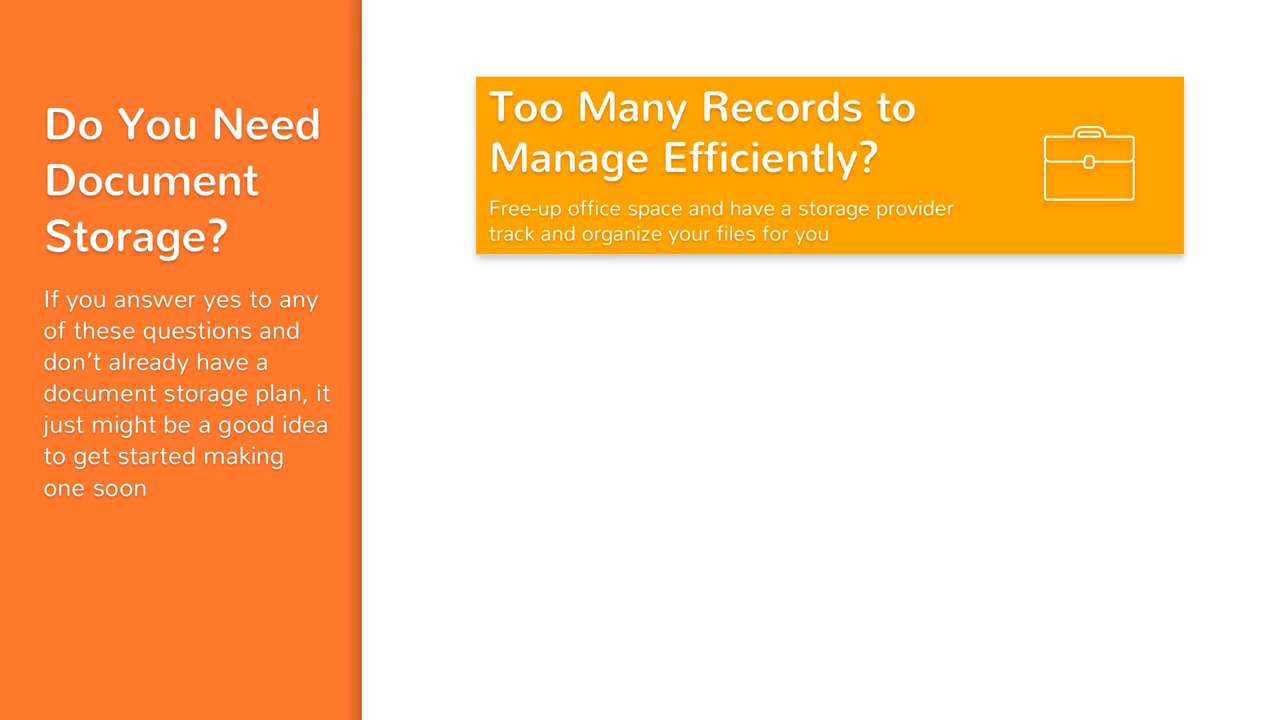 Do You Need
Document
Storage?
If you answer yes to any
of these questions and
don’t already have a
document storage plan, it
just might be a good idea
to get started making
one soon
Too Many Records to
Manage Efficiently?
Free-up office space and have a storage provider
track and organize your files for you